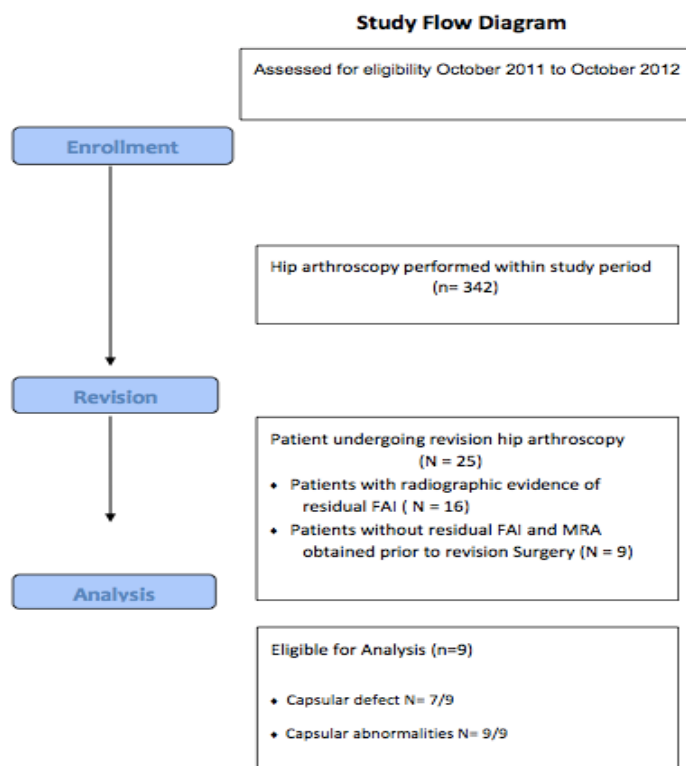 Study Flow Diagram
Assessed for eligibility October 2011 to October 2012
Enrollment
Hip arthroscopy performed within study period
(n= 342)
Revision
Patient undergoing revision hip arthroscopy
(N = 25)
• Patients with radiographic evidence of
residual FAI ( N = 16)
• Patients without residual FAI and MRA
obtained prior to revision Surgery (N = 9)
Analysis
Eligible for Analysis (n=9)
• Capsular defect N= 7/9
• Capsular abnormalities N= 9/9